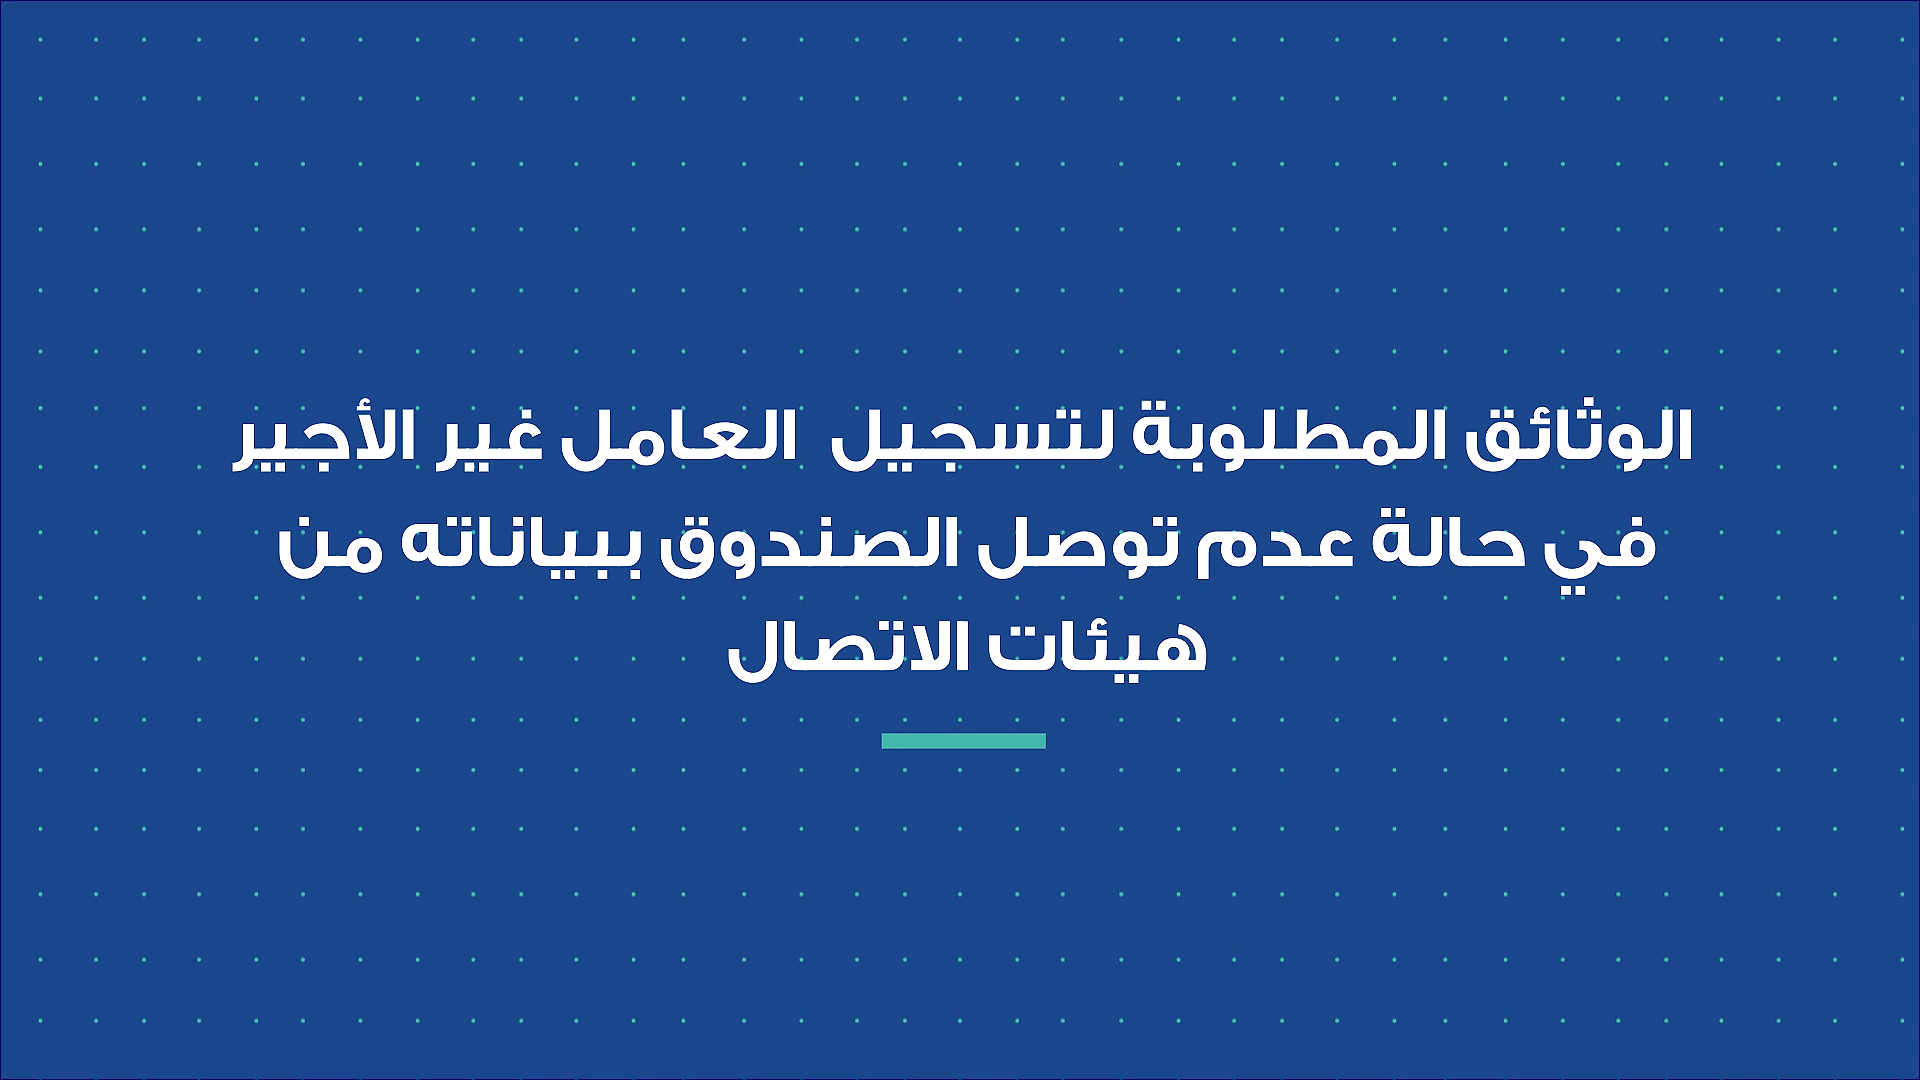 الوثائق المطلوبة لتسجيل العامل غير الأجير
في حالة عدم توصل الصندوق ببياناته من
هيئات الاتصال